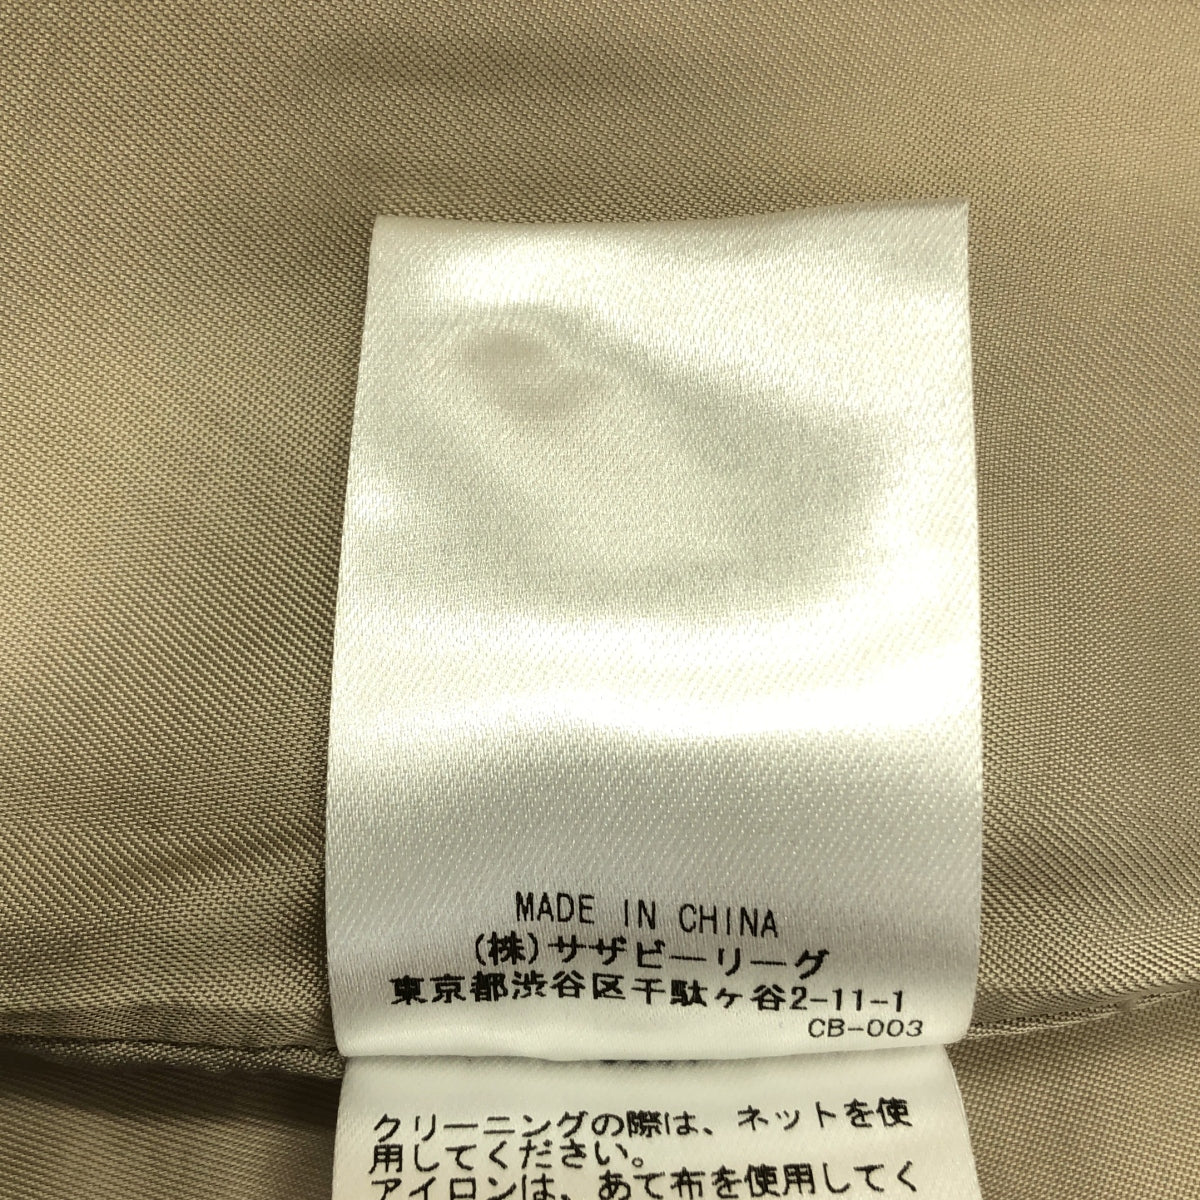 MADE IN CHINA
(株)サザビーリーグ
東京都渋谷区千駄ヶ谷2-11-1
CB-003
クリーニングの際は、ネットを使
用してください。
アイロンは、あて布を使用してく